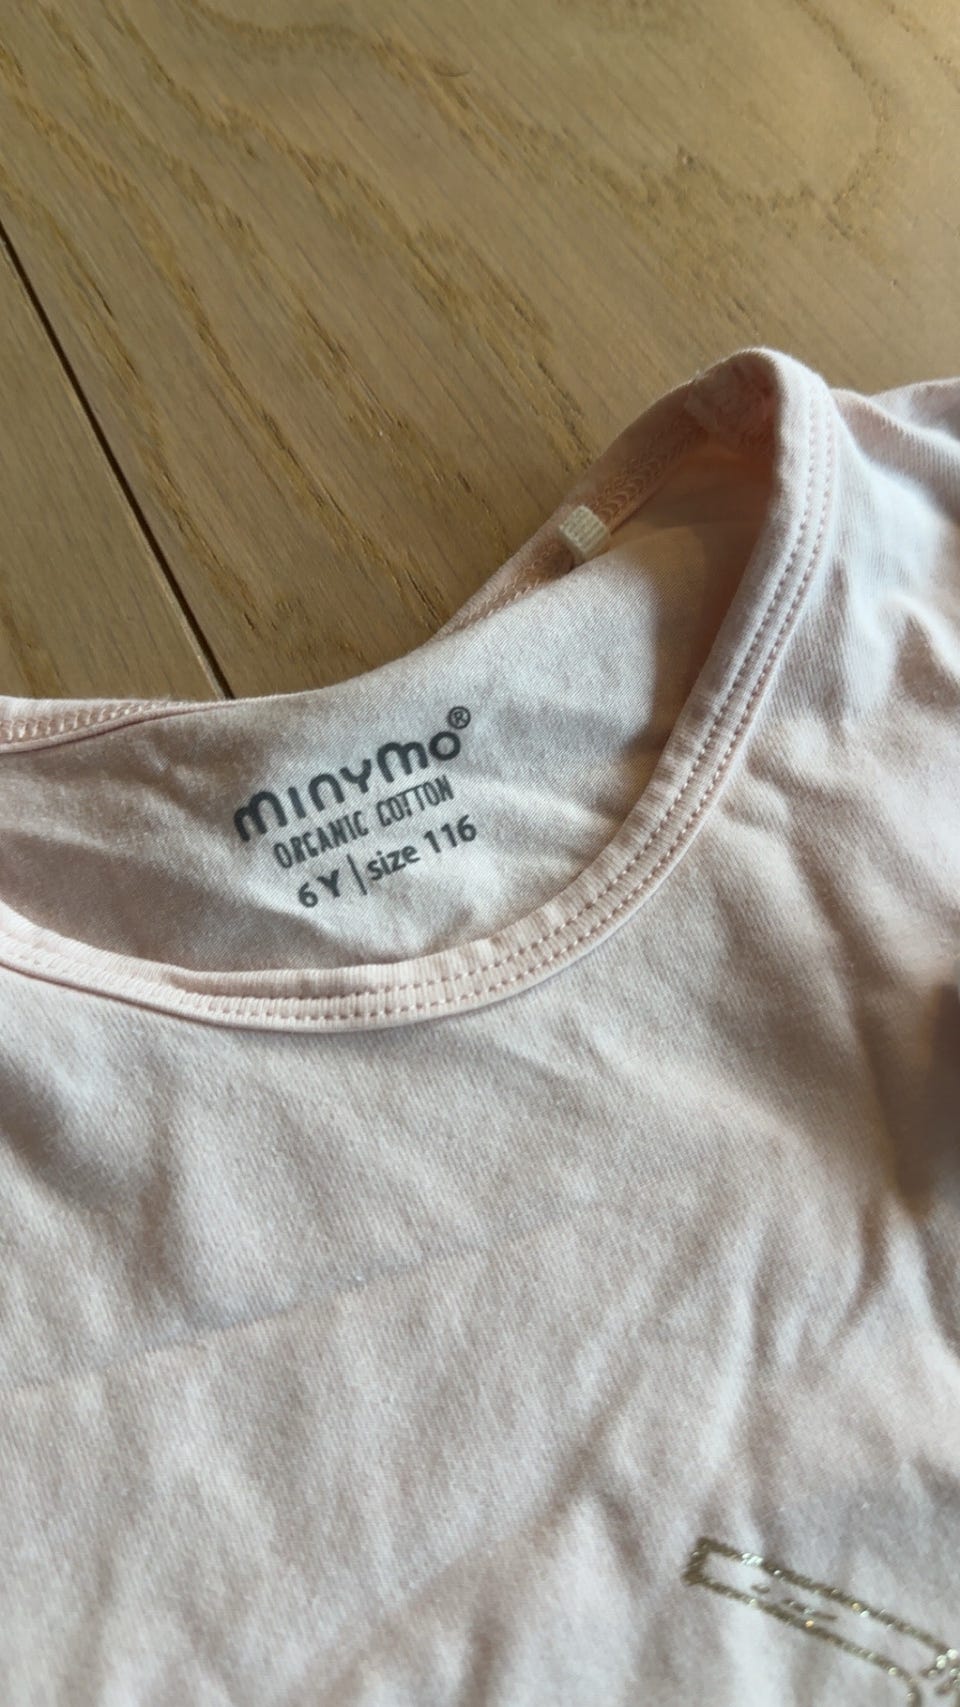 minymo®
ORGANIC COTTON
6Y | size 116